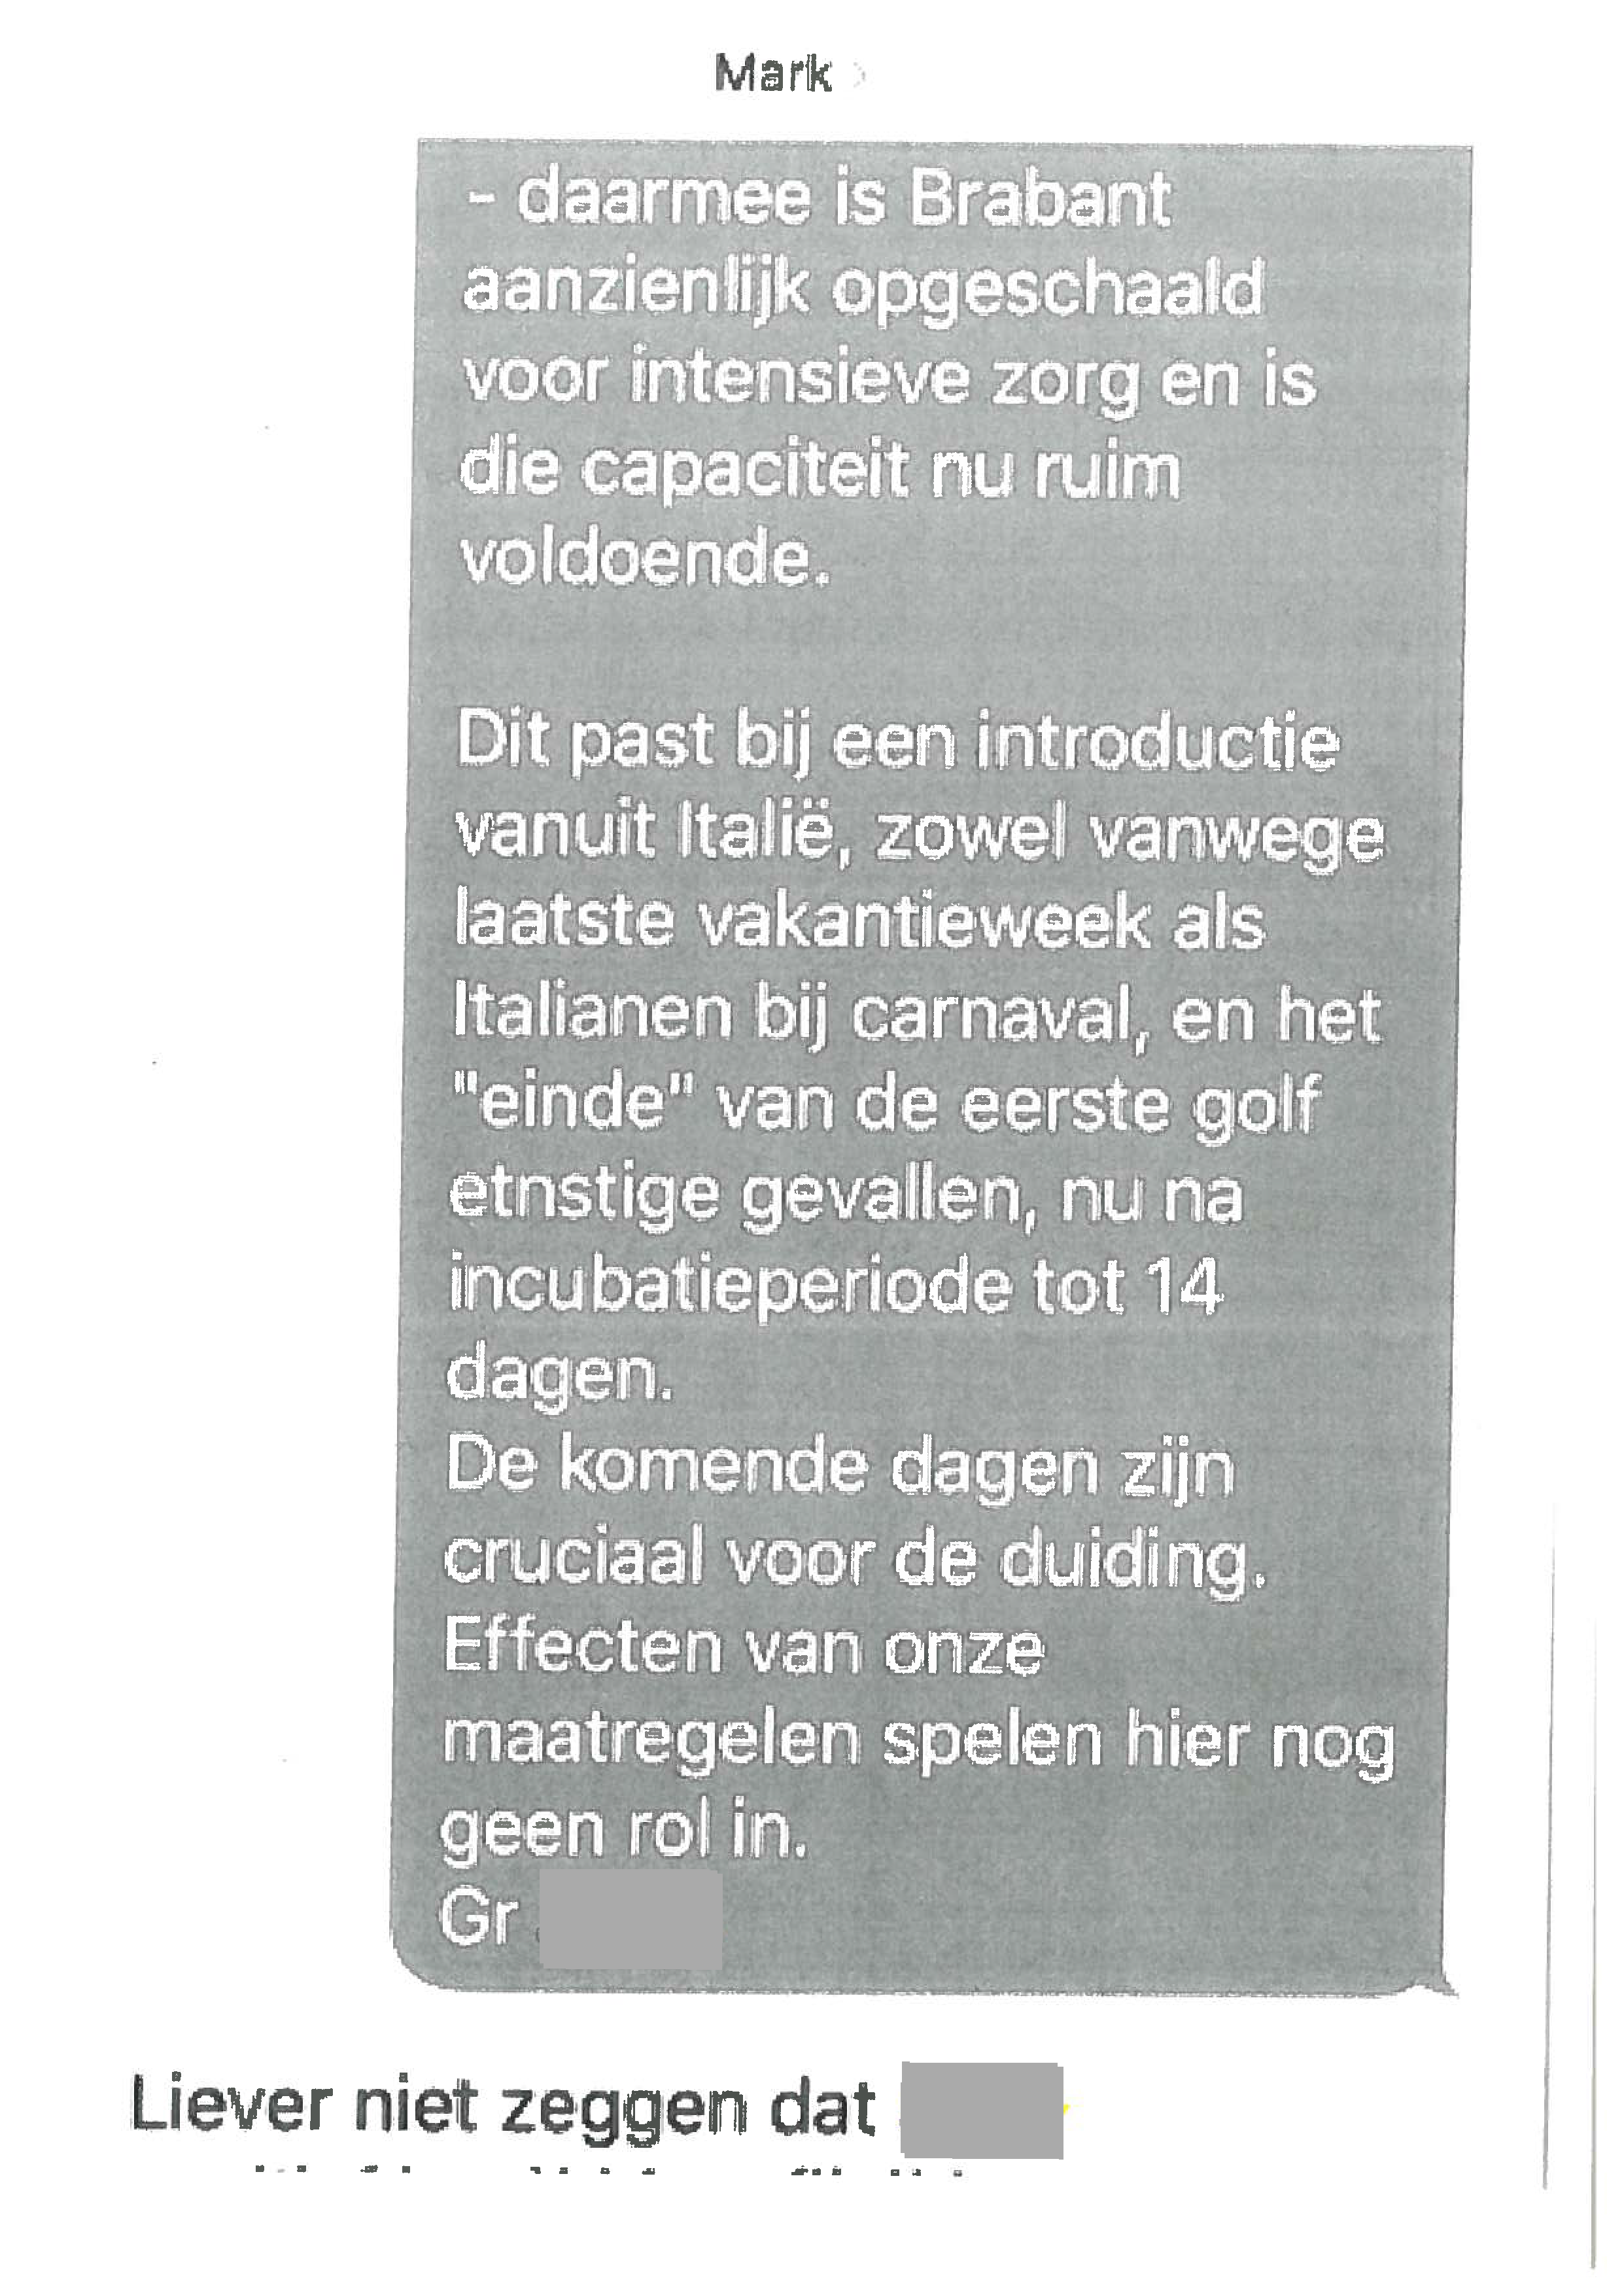 Mark
- daarmee is Brabant
aanzienlijk opgeschaald
voor intensieve zorg en is
die capaciteit nu ruim
voldoende.
Dit past bij een introductie
vanuit Italië, zowel vanwege
laatste vakantieweek als
Italianen bij carnaval, en het
"einde" van de eerste golf
etnstige gevallen, nu na
incubatieperiode tot 14
dagen.
De komende dagen zijn
cruciaal voor de duiding.
Effecten van onze
maatregelen spelen hier nog
geen rol in.
Gr
Liever niet zeggen dat